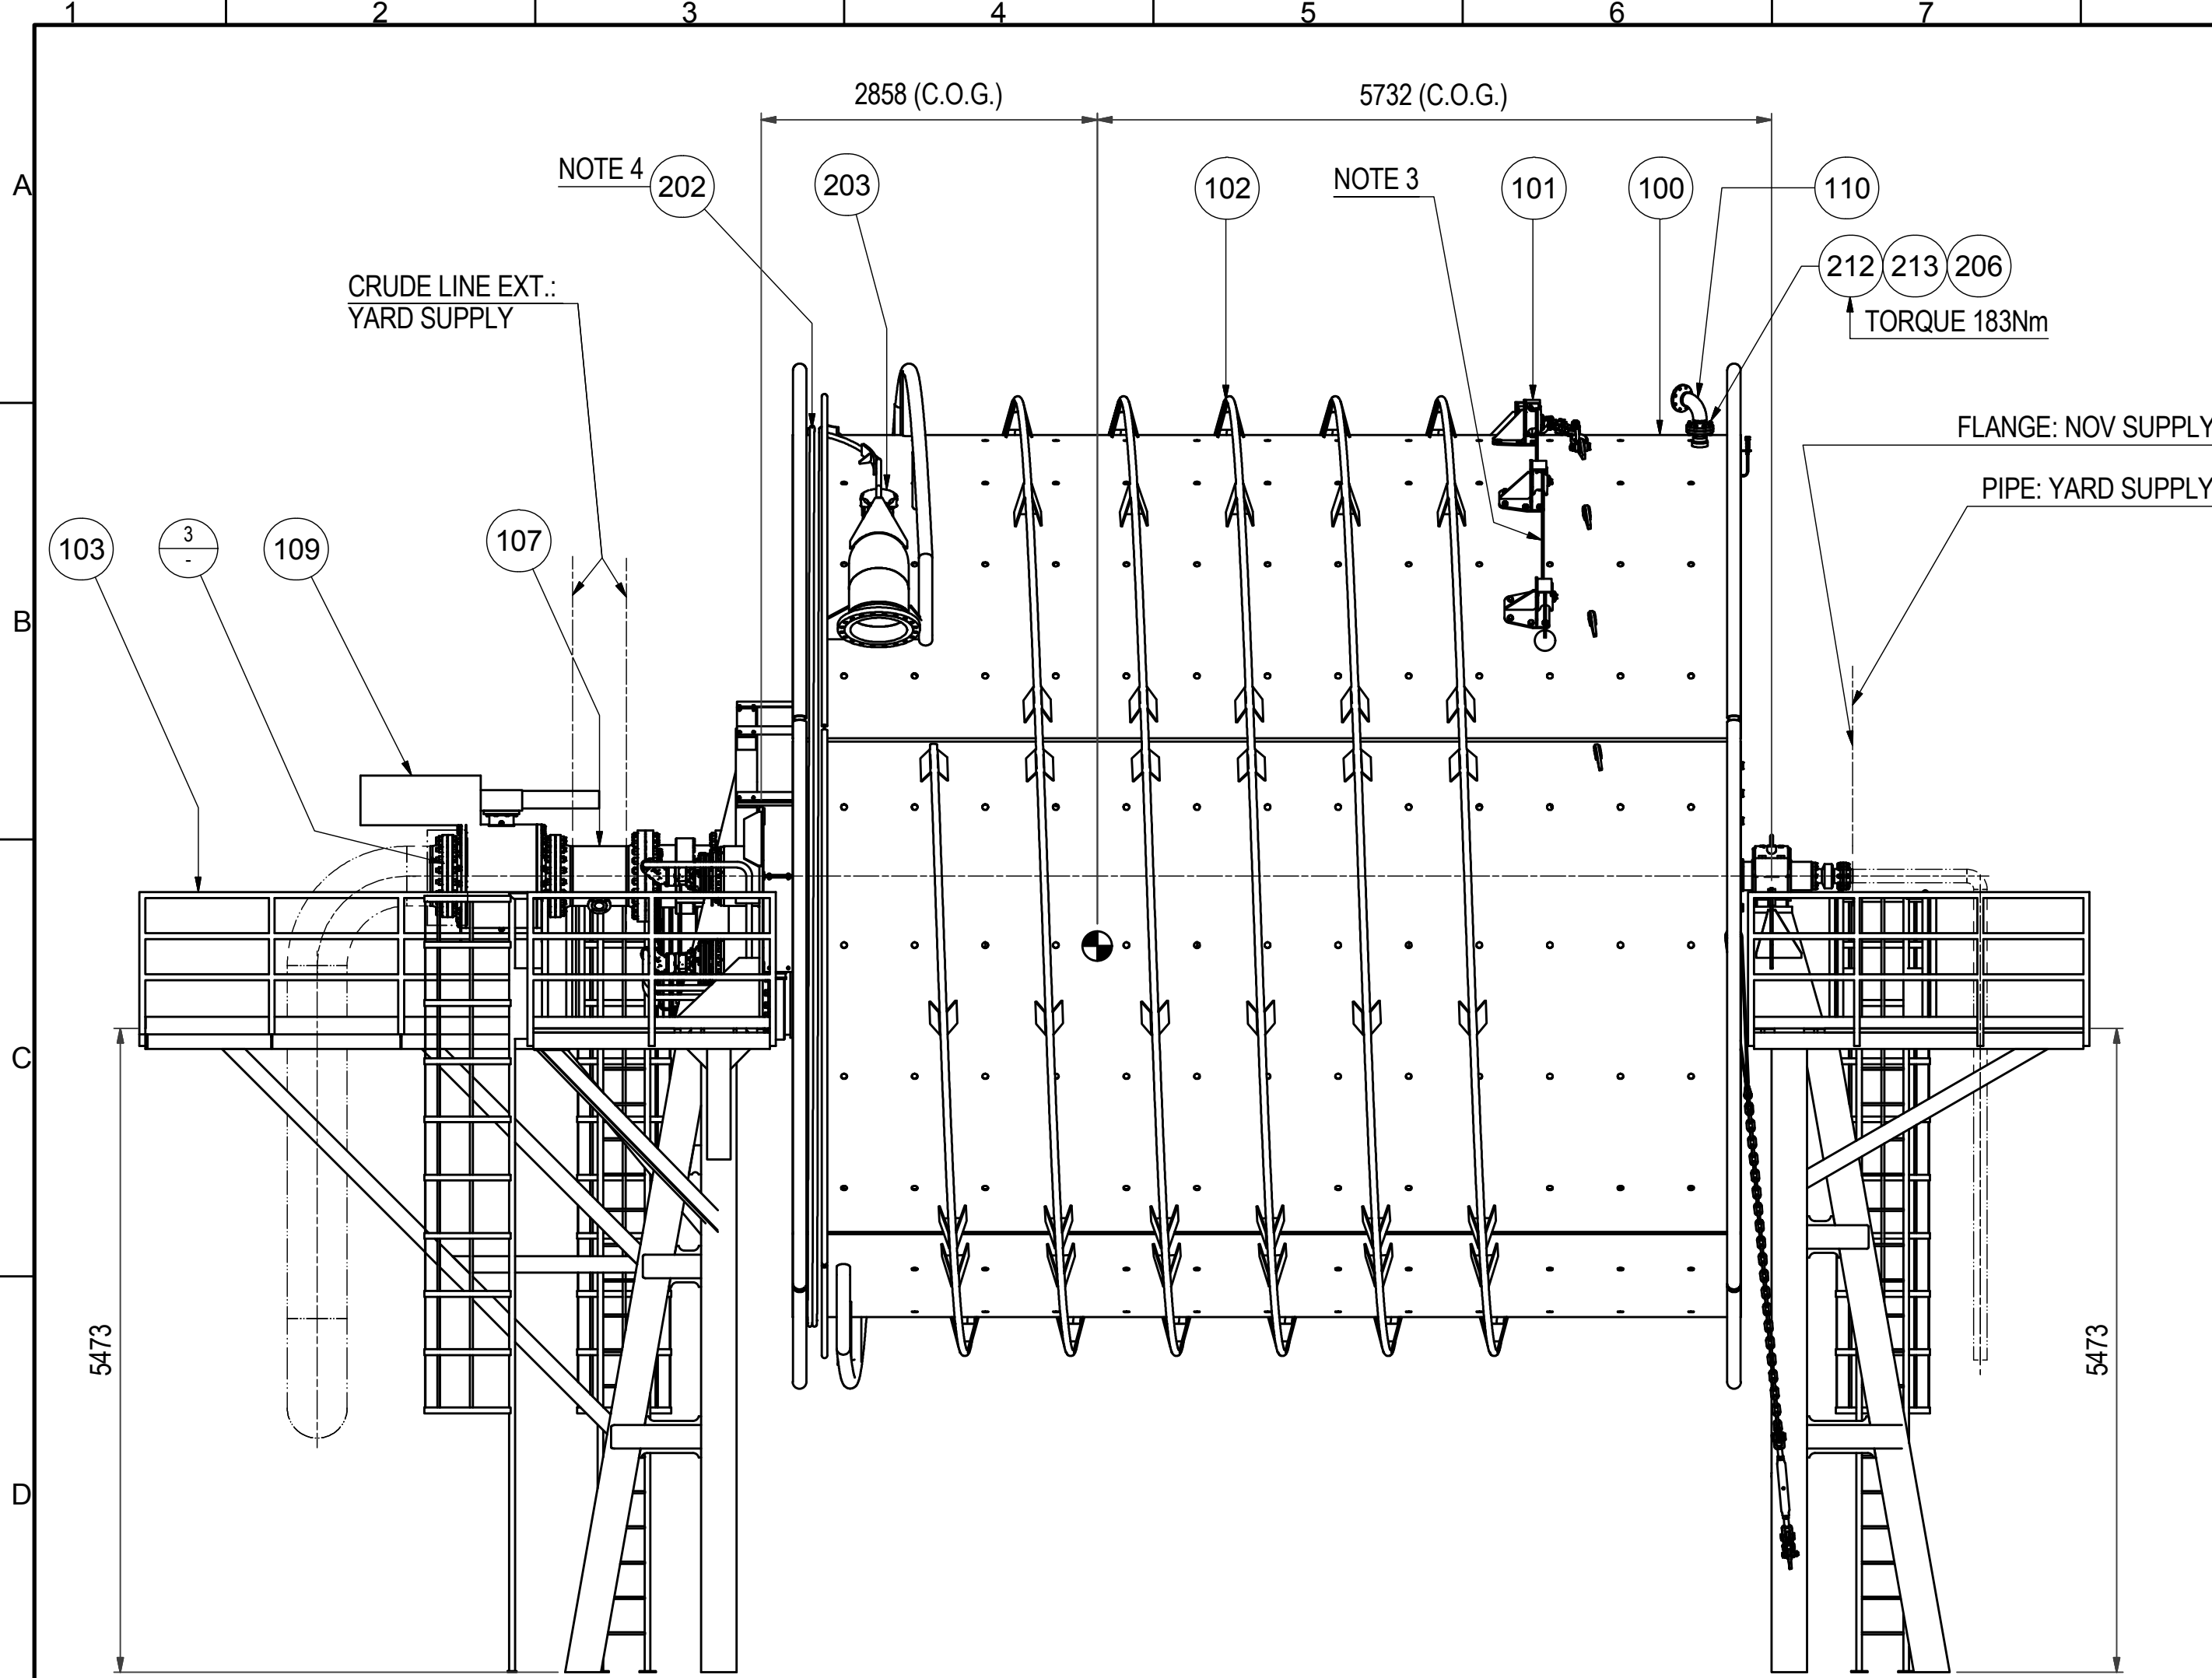 1 2 3 4 5 6 7
2858 (C.O.G.) 5732 (C.O.G.)
A
NOTE 4 202 203 102 NOTE 3 101 100 110
212 213 206
TORQUE 183Nm
CRUDE LINE EXT.:
YARD SUPPLY
FLANGE: NOV SUPPLY
PIPE: YARD SUPPLY
103 3 109 107
-
B
C
5473 5473
D